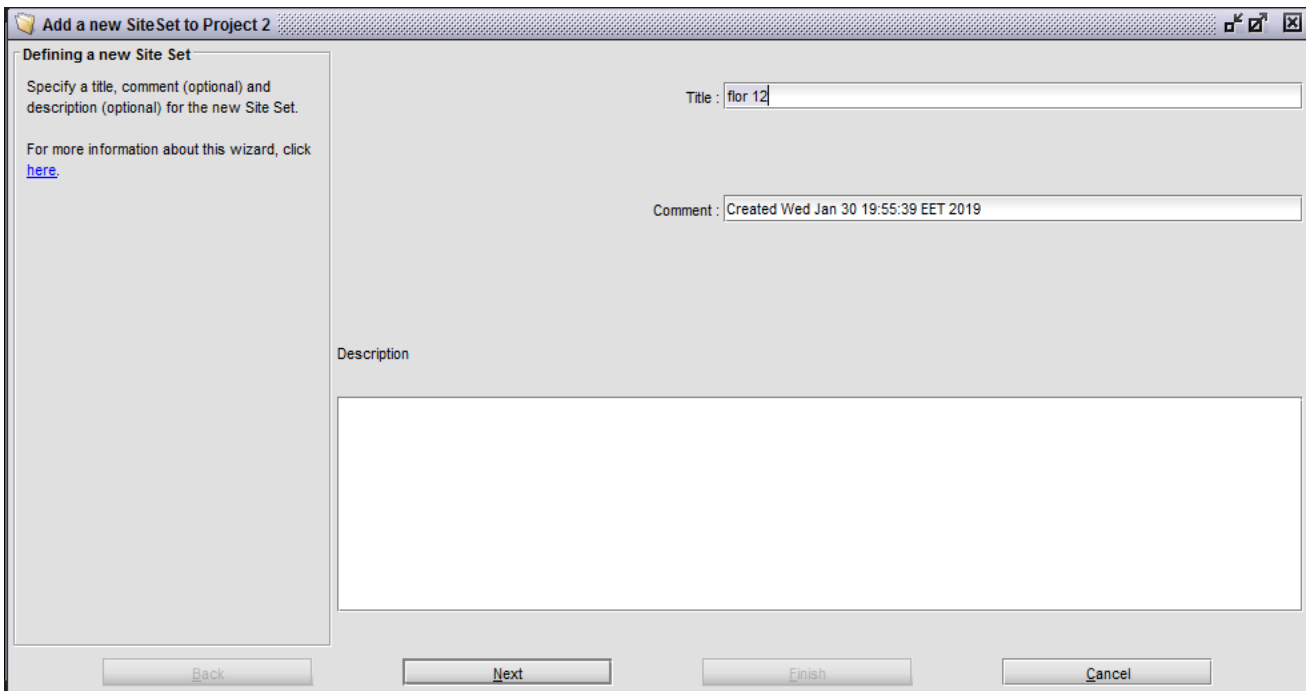 Add a new SiteSet to Project 2
Defining a new Site Set
Specify a title, comment (optional) and
description (optional) for the new Site Set.
For more information about this wizard, click
here.
Title : flor 12
Comment : Created Wed Jan 30 19:55:39 EET 2019
Description
Back Next Finish Cancel